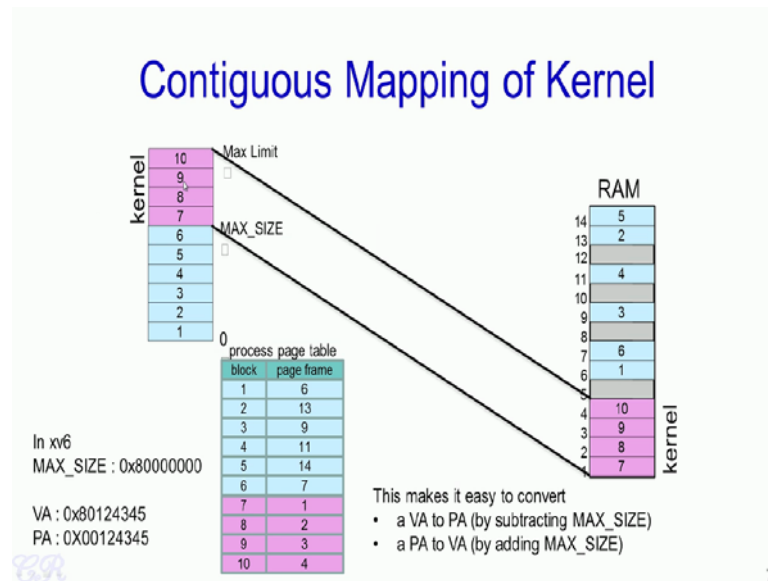 Contiguous Mapping of Kernel
kernel
10
9
8
7
6
5
4
3
2
1
Max Limit
MAX_SIZE
0
RAM
14 5
13 2
12
11 4
10
9 3
8
7 6
6 1
5
4 10
3 9
2 8
1 7
kernel
process page table
block page frame
1 6
2 13
3 9
4 11
5 14
6 7
7 1
8 2
9 3
10 4
In xv6
MAX_SIZE : 0x80000000
VA : 0x80124345
PA : 0X00124345
This makes it easy to convert
• a VA to PA (by subtracting MAX_SIZE)
• a PA to VA (by adding MAX_SIZE)